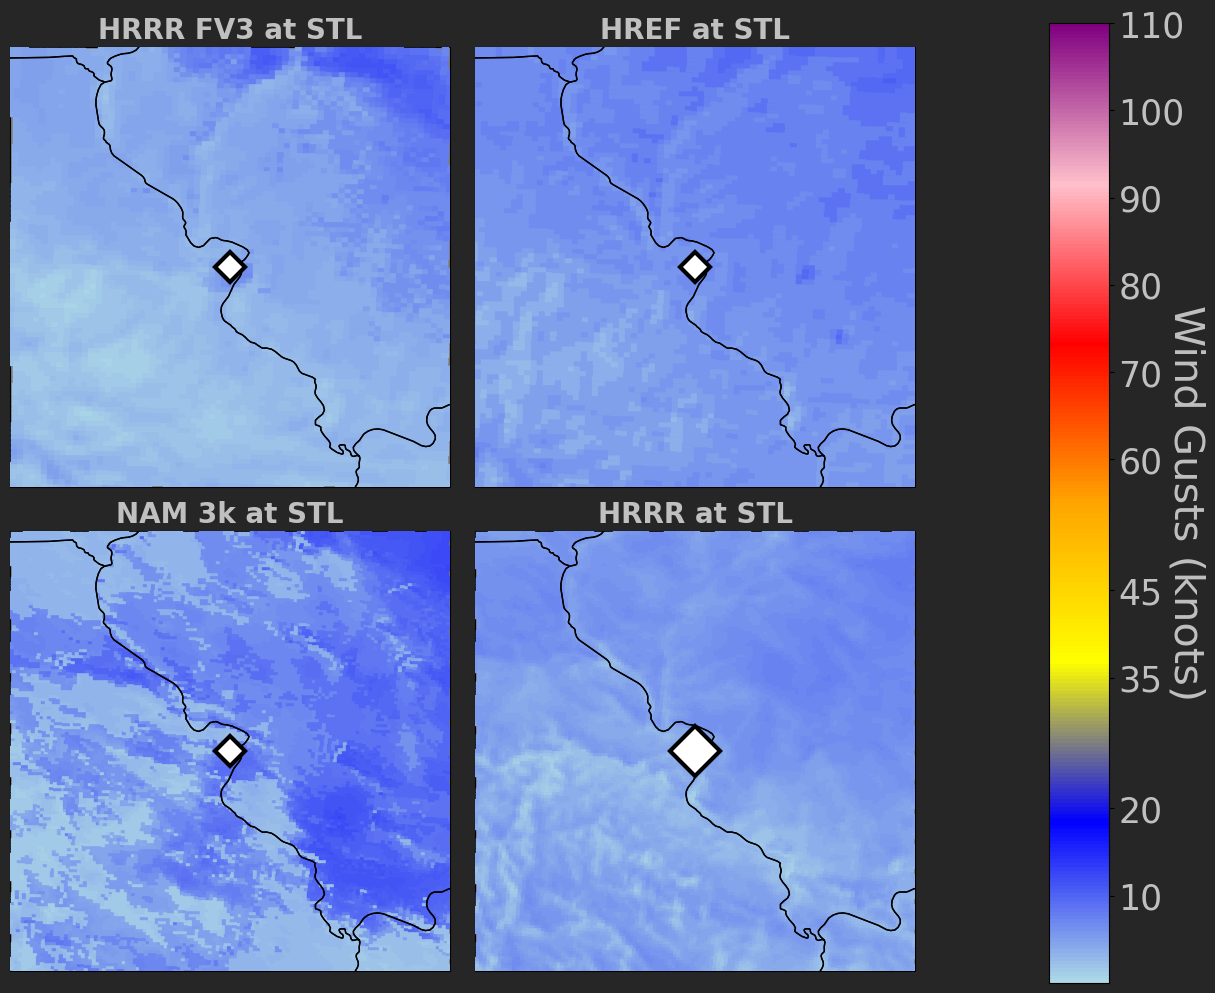 HRRR FV3 at STL
HREF at STL
NAM 3k at STL
HRRR at STL
110
100
90
80
70
60
45
35
20
10
Wind Gusts (knots)